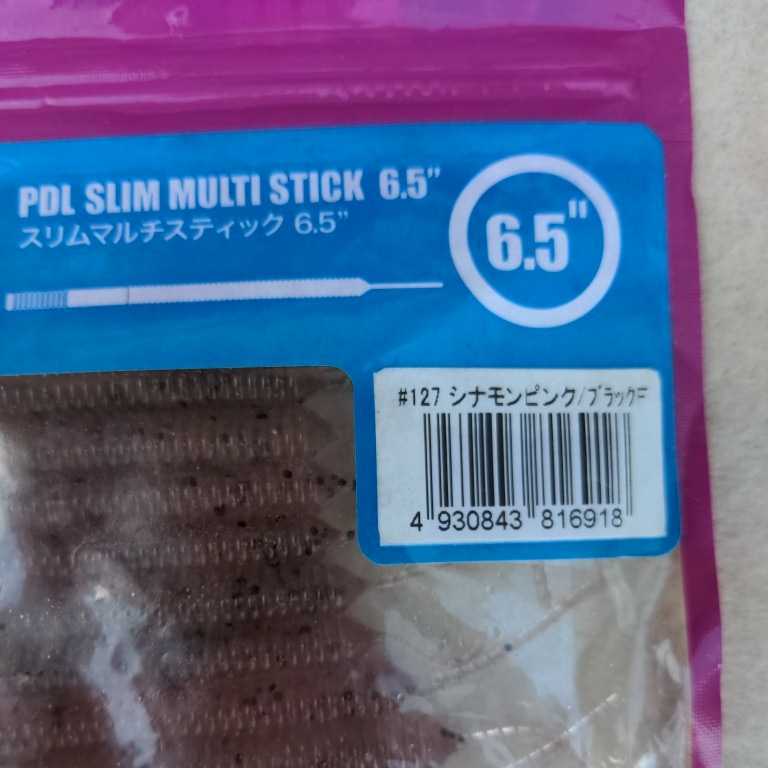 PDL SLIM MULTI STICK 6.5"
スリムマルチスティック 6.5"
6.5"
#127 シナモンピンク/ブラックF
4 930843 816918